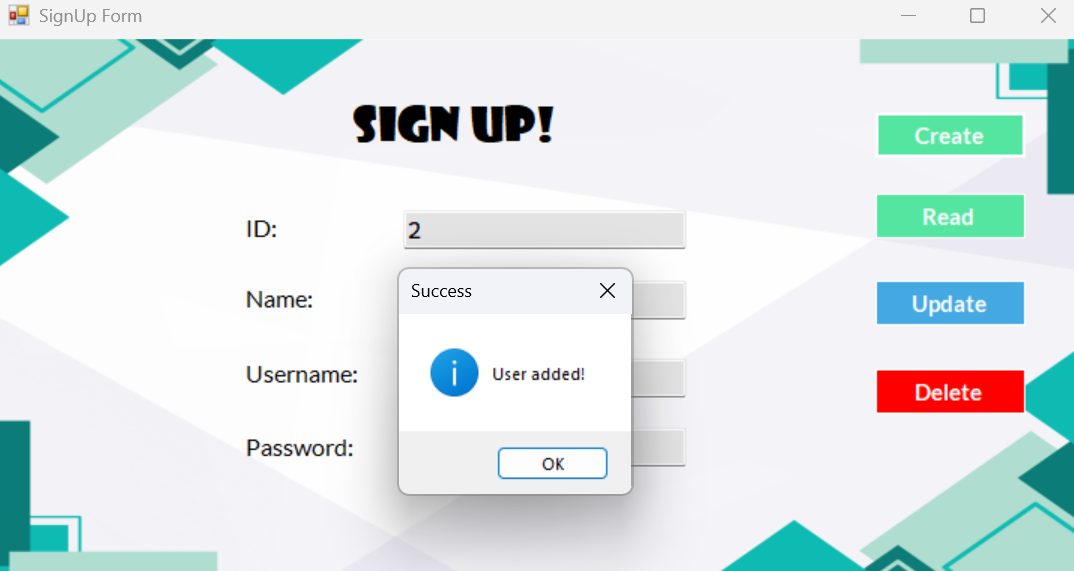 SignUp Form
SIGN UP!
Create
ID:
2
Read
Success
Name:
Update
User added!
Username:
Delete
Password:
OK